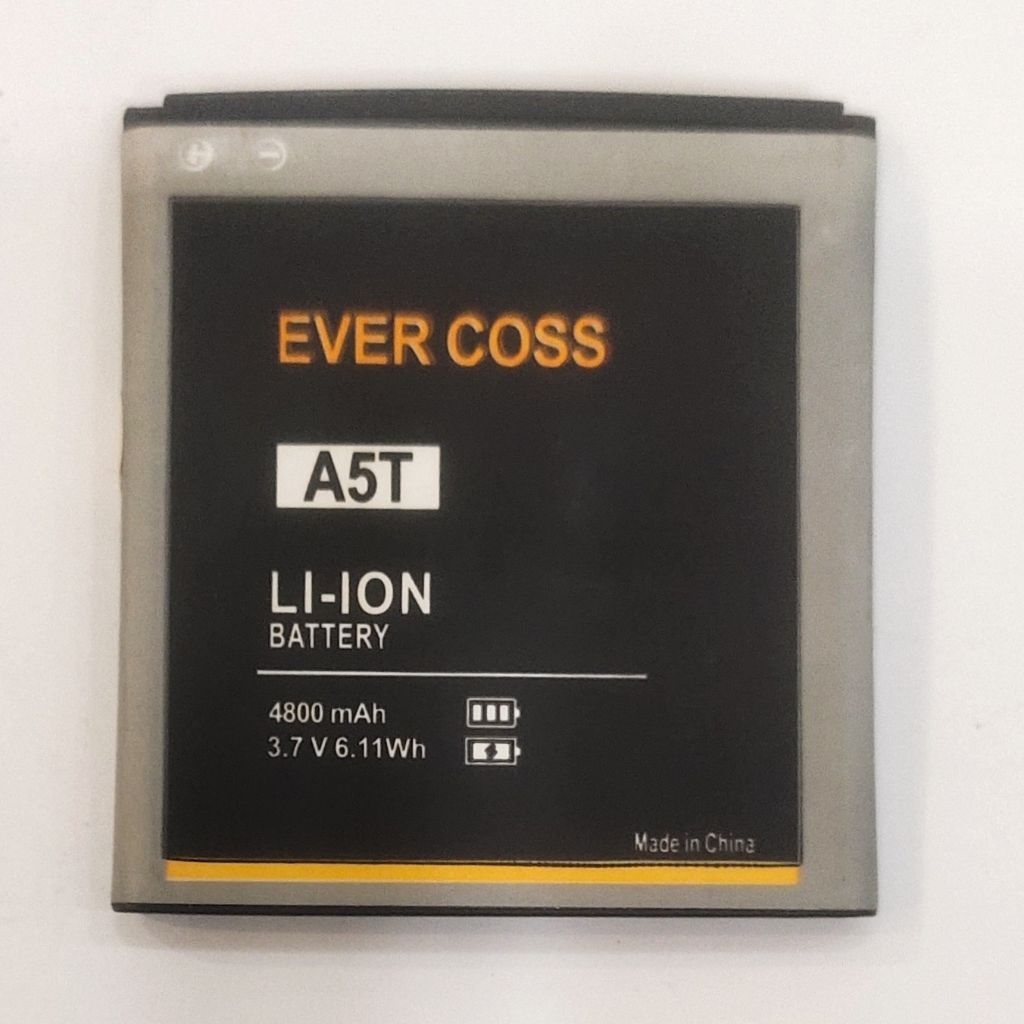 + -
EVER COSS
A5T
LI-ION
BATTERY
4800 mAh
3.7 V 6.11Wh
Made in China